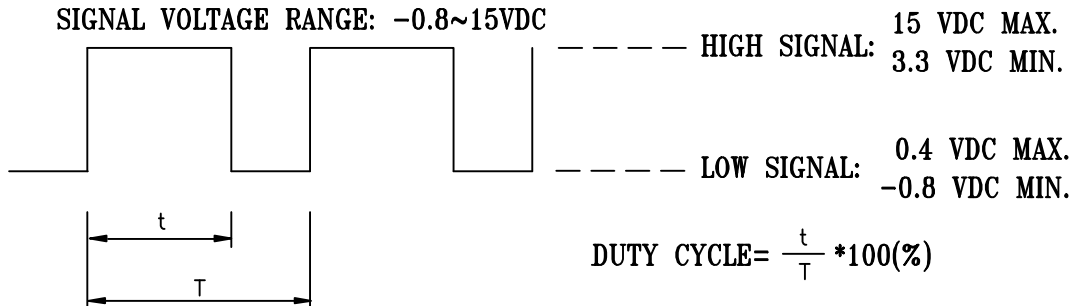 SIGNAL VOLTAGE RANGE: -0.8~15VDC
HIGH SIGNAL: 15 VDC MAX.
3.3 VDC MIN.
LOW SIGNAL: 0.4 VDC MAX.
-0.8 VDC MIN.
t
T
DUTY CYCLE= t/T *100(%)